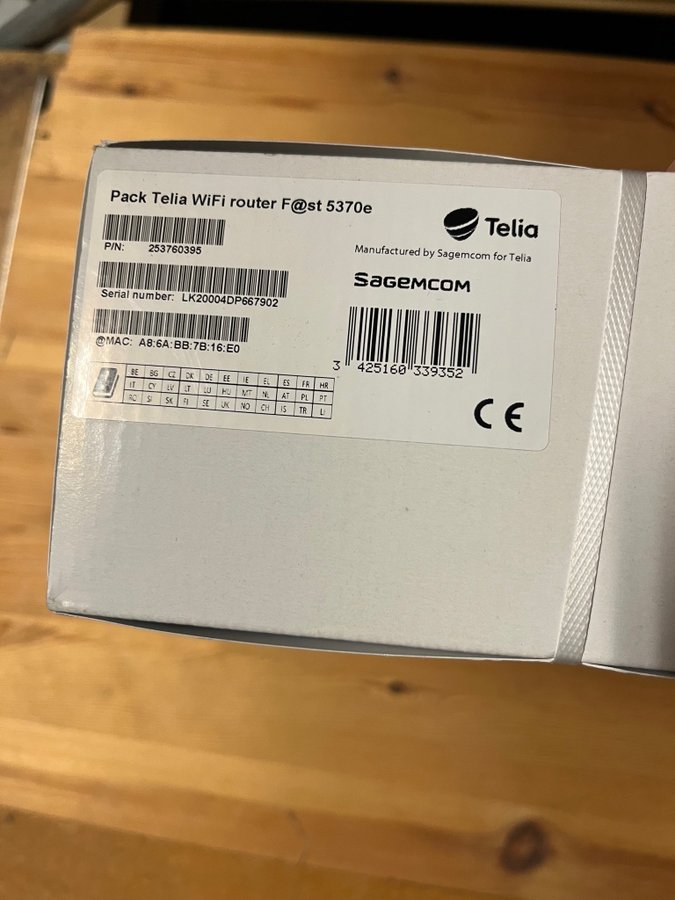 Pack Telia WiFi router F@st 5370e
Telia
P/N: 253760395
Manufactured by Sagemcom for Telia
SAGEMCOM
Serial number: LK20004DP667902
@MAC: A8:6A:BB:7B:16:E0
3 425160 339352
BE BG CZ DK DE EE IE EL ES FR HR
IT CY LV LT LU HU MT NL AT PL PT
RO SI SK FI SE UK NO CH IS TR LI
CE